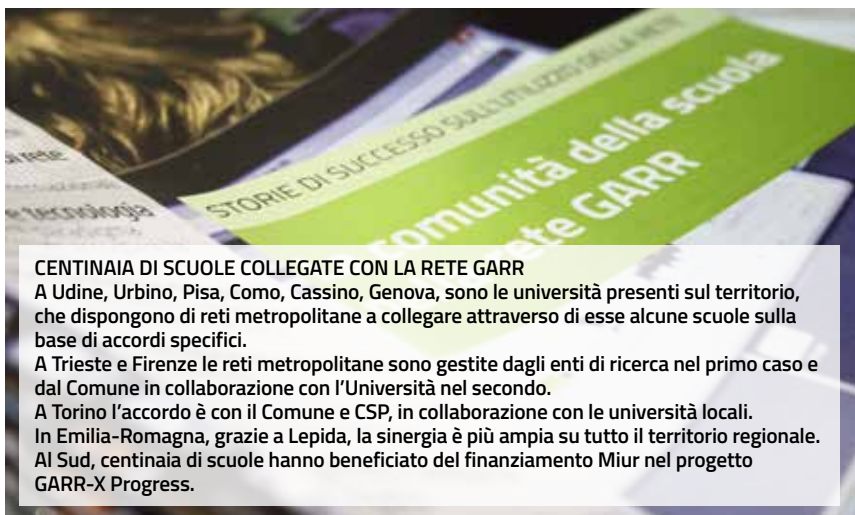 rete
e tecnologia
STORIE DI SUCCESSO SULL'UTILIZZO DELLA RETE
comunità della scuola
rete GARR
CENTINAIA DI SCUOLE COLLEGATE CON LA RETE GARR
A Udine, Urbino, Pisa, Como, Cassino, Genova, sono le università presenti sul territorio,
che dispongono di reti metropolitane a collegare attraverso di esse alcune scuole sulla
base di accordi specifici.
A Trieste e Firenze le reti metropolitane sono gestite dagli enti di ricerca nel primo caso e
dal Comune in collaborazione con l'Università nel secondo.
A Torino l'accordo è con il Comune e CSP, in collaborazione con le università locali.
In Emilia-Romagna, grazie a Lepida, la sinergia è più ampia su tutto il territorio regionale.
Al Sud, centinaia di scuole hanno beneficiato del finanziamento Miur nel progetto
GARR-X Progress.